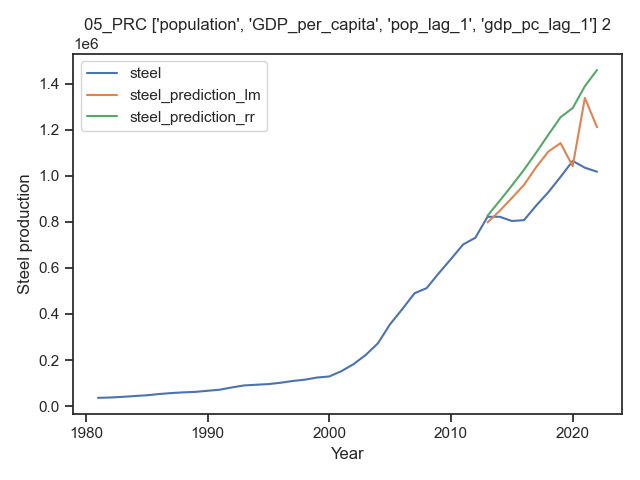 05_PRC ['population', 'GDP_per_capita', 'pop_lag_1', 'gdp_pc_lag_1'] 2
1e6
steel
steel_prediction_lm
steel_prediction_rr
1.4
1.2
1.0
0.8
0.6
0.4
0.2
0.0
Steel production
1980
1990
2000
2010
2020
Year